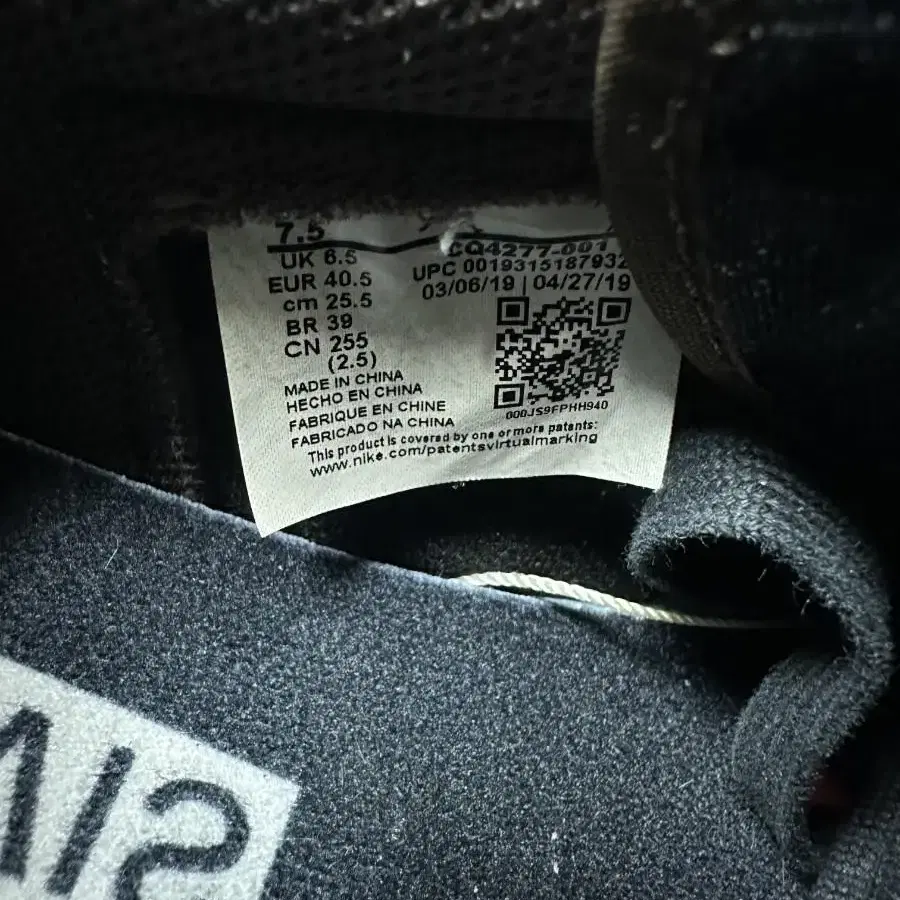 7.5
UK 6.5
EUR 40.5
cm 25.5
BR 39
CN 255
(2.5)
CQ4277-001
UPC 0019315187932
03/06/19 | 04/27/19
000JS9FPHH940
MADE IN CHINA
HECHO EN CHINA
FABRIQUE EN CHINE
FABRICADO NA CHINA
This product is covered by one or more patents:
www.nike.com/patentsvirtualmarking